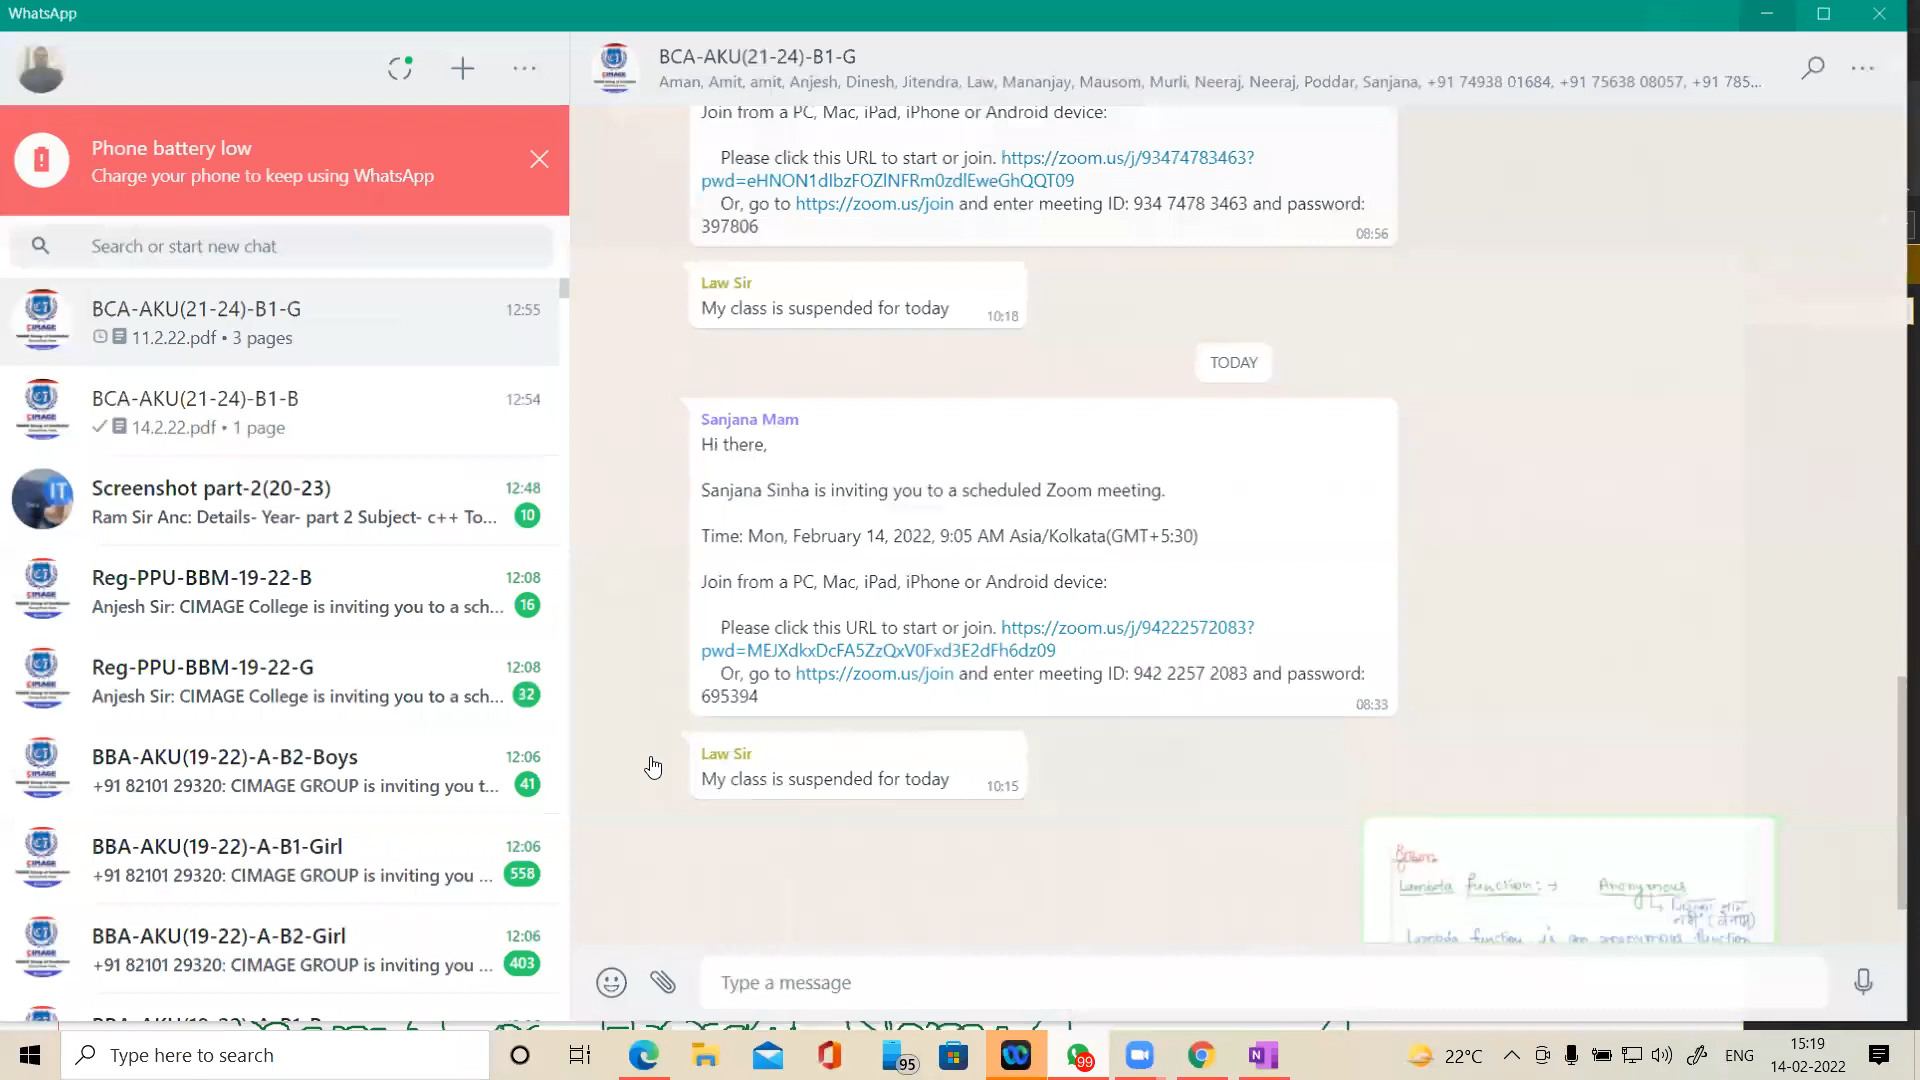 WhatsApp
BCA-AKU(21-24)-B1-G
Aman, Amit, amit, Anjesh, Dinesh, Jitendra, Law, Mananjay, Mausom, Murli, Neeraj, Neeraj, Poddar, Sanjana, +91 74938 01684, +91 75638 08057, +91 785...
Phone battery low
Charge your phone to keep using WhatsApp
Search or start new chat
BCA-AKU(21-24)-B1-G 12:55
11.2.22.pdf • 3 pages
BCA-AKU(21-24)-B1-B 12:54
14.2.22.pdf • 1 page
Screenshot part-2(20-23) 12:48
Ram Sir Anc: Details- Year- part 2 Subject- c++ To... 10
Reg-PPU-BBM-19-22-B 12:08
Anjesh Sir: CIMAGE College is inviting you to a sch... 16
Reg-PPU-BBM-19-22-G 12:08
Anjesh Sir: CIMAGE College is inviting you to a sch... 32
BBA-AKU(19-22)-A-B2-Boys 12:06
+91 82101 29320: CIMAGE GROUP is inviting you t... 41
BBA-AKU(19-22)-A-B1-Girl 12:06
+91 82101 29320: CIMAGE GROUP is inviting you ... 558
BBA-AKU(19-22)-A-B2-Girl 12:06
+91 82101 29320: CIMAGE GROUP is inviting you ... 403
Join from a PC, Mac, iPad, iPhone or Android device:
Please click this URL to start or join. https://zoom.us/j/93474783463?
pwd=eHNON1dIbzFOZlNFRm0zdlEweGhQQT09
Or, go to https://zoom.us/join and enter meeting ID: 934 7478 3463 and password:
397806 08:56
Law Sir
My class is suspended for today 10:18
TODAY
Sanjana Mam
Hi there,
Sanjana Sinha is inviting you to a scheduled Zoom meeting.
Time: Mon, February 14, 2022, 9:05 AM Asia/Kolkata(GMT+5:30)
Join from a PC, Mac, iPad, iPhone or Android device:
Please click this URL to start or join. https://zoom.us/j/94222572083?
pwd=MEJXdkxDcFA5ZzQxV0Fxd3E2dFh6dz09
Or, go to https://zoom.us/join and enter meeting ID: 942 2257 2083 and password:
695394 08:33
Law Sir
My class is suspended for today 10:15
Lambda function:→ Anonymous
Lambda function is an anonymous function
Type a message
Type here to search
95
99
22°C
ENG
15:19
14-02-2022